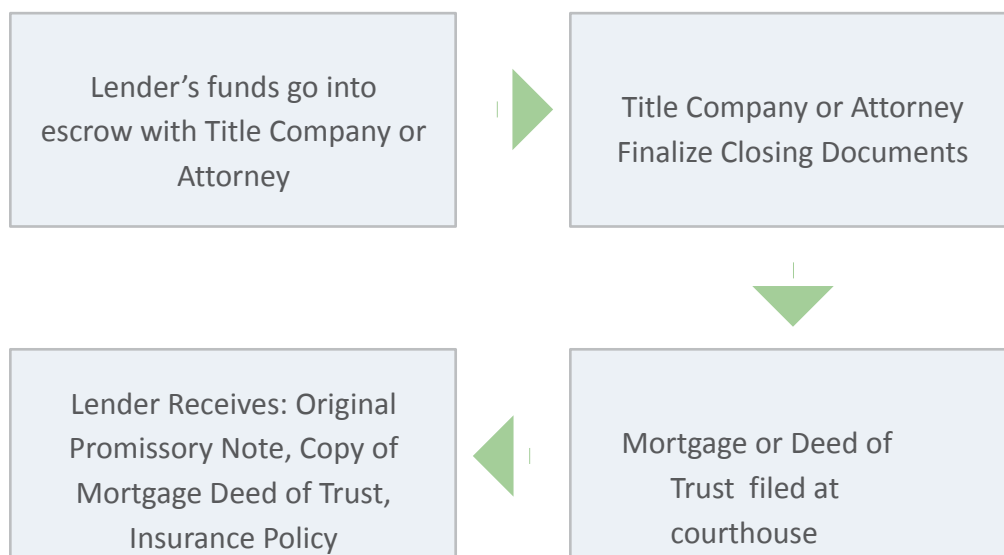 Lender’s funds go into
escrow with Title Company or
Attorney
Title Company or Attorney
Finalize Closing Documents
Mortgage or Deed of
Trust filed at
courthouse
Lender Receives: Original
Promissory Note, Copy of
Mortgage Deed of Trust,
Insurance Policy